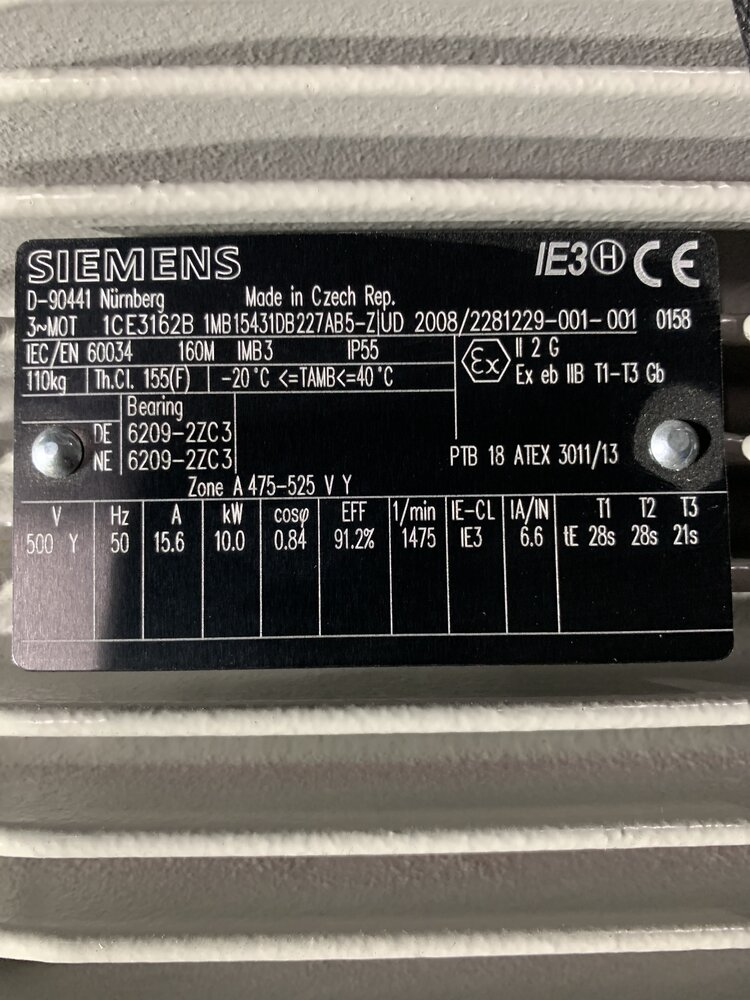 SIEMENS IE3 H CE
D-90441 Nürnberg Made in Czech Rep.
3~MOT 1CE3162B 1MB15431DB227AB5-Z UD 2008/2281229-001-001 0158
IEC/EN 60034 160M IMB3 IP55 Ex II 2 G
110kg Th.Cl. 155(F) -20°C <=TAMB<=40°C Ex eb IIB T1-T3 Gb
Bearing
DE 6209-2ZC3
NE 6209-2ZC3 PTB 18 ATEX 3011/13
Zone A 475-525 V Y
V Hz A kW cosφ EFF 1/min IE-CL IA/IN T1 T2 T3
500 Y 50 15.6 10.0 0.84 91.2% 1475 IE3 6.6 tE 28s 28s 21s